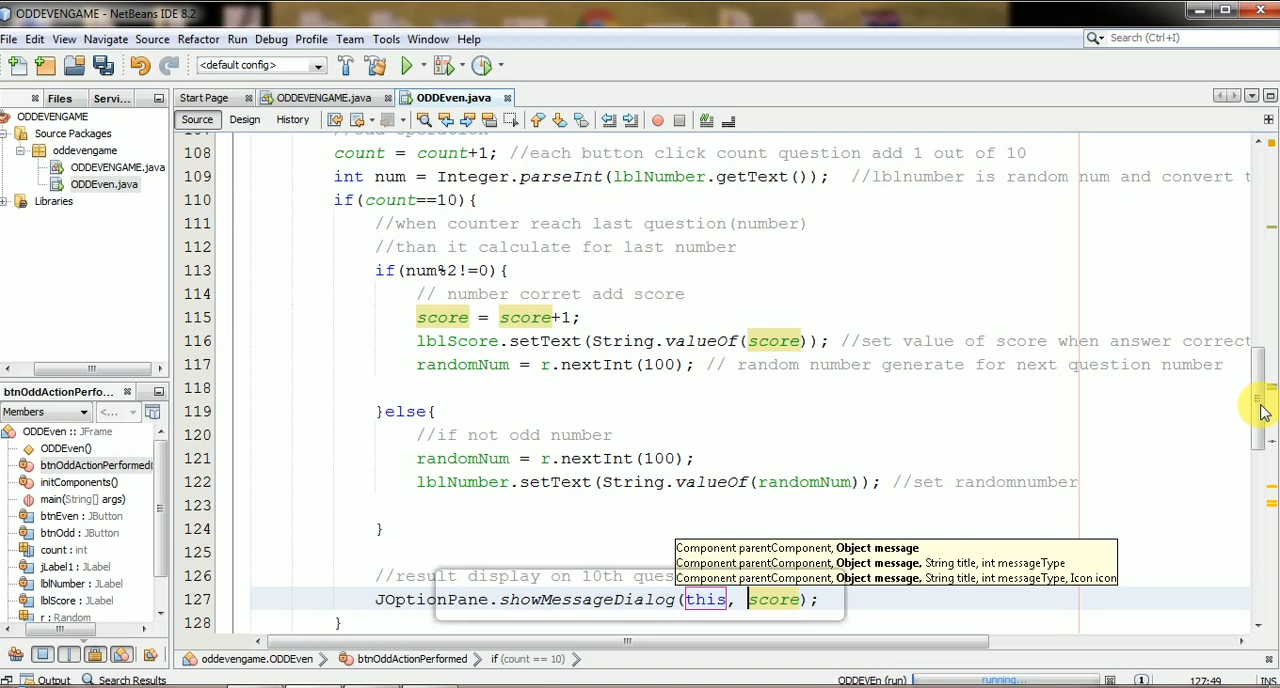 ODDEVENGAME - NetBeans IDE 8.2
File Edit View Navigate Source Refactor Run Debug Profile Team Tools Window Help
Search (Ctrl+I)
<default config>
Files Servi... Start Page ODDEVENGAME.java ODDEven.java
Source Design History
ODDEVENGAME
Source Packages
oddevengame
ODDEVENGAME.java
ODDEven.java
Libraries
108 count = count+1; //each button click count question add 1 out of 10
109 int num = Integer.parseInt(lblNumber.getText()); //lblnumber is random num and convert t
110 if(count==10){
111 //when counter reach last question(number)
112 //than it calculate for last number
113 if(num%2!=0){
114 // number corret add score
115 score = score+1;
116 lblScore.setText(String.valueOf(score)); //set value of score when answer correct
117 randomNum = r.nextInt(100); // random number generate for next question number
118
119 }else{
120 //if not odd number
121 randomNum = r.nextInt(100);
122 lblNumber.setText(String.valueOf(randomNum)); //set randomnumber
123
124 }
125
126 //result display on 10th ques
127 JOptionPane.showMessageDialog(this, score);
128 }
Component parentComponent, Object message
Component parentComponent, Object message, String title, int messageType
Component parentComponent, Object message, String title, int messageType, Icon icon
btnOddActionPerfo...
Members <...
ODDEven :: JFrame
ODDEven()
btnOddActionPerformed(
initComponents()
main(String[] args)
btnEven : JButton
btnOdd : JButton
count : int
jLabel1 : JLabel
lblNumber : JLabel
lblScore : JLabel
r : Random
oddevengame.ODDEven btnOddActionPerformed if (count == 10)
Output Search Results ODDEVEn (run) running... 1 127:49 INS